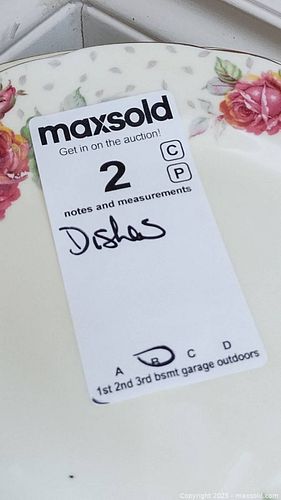 maxsold
Get in on the auction!
2 C
P
notes and measurements
Dishes
A B C D
1st 2nd 3rd bsmt garage outdoors
Copyright 2025 - maxsold.com